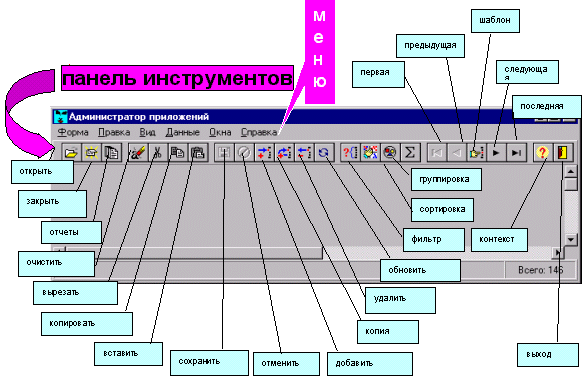 м
е
н
ю
шаблон
предыдущая
следующа
я
первая
последняя
панель инструментов
Администратор приложений
Форма Правка Вид Данные Окна Справка
открыть
группировка
закрыть
сортировка
отчеты
фильтр
контекст
очистить
обновить
Всего: 146
вырезать
удалить
копировать
копия
вставить
сохранить
отменить
добавить
выход